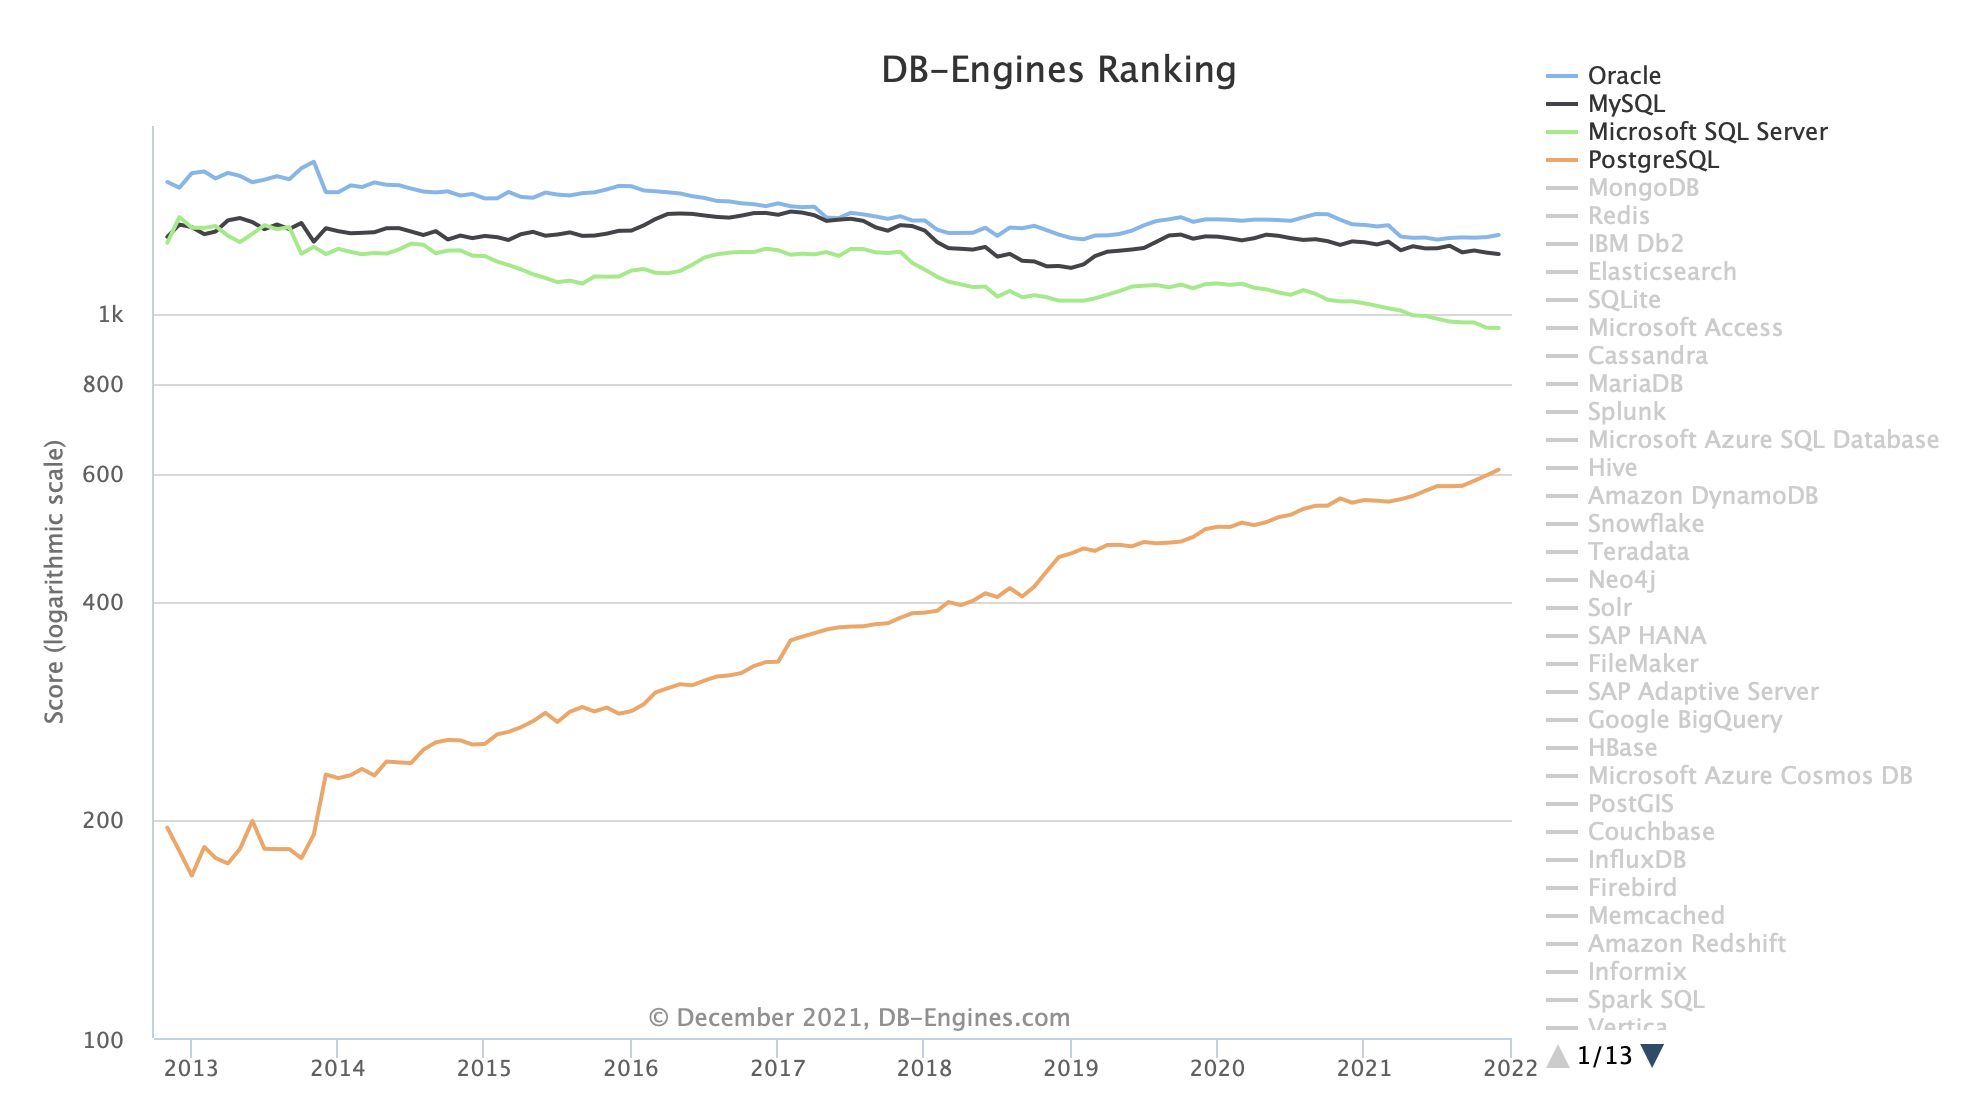 DB-Engines Ranking
Oracle
MySQL
Microsoft SQL Server
PostgreSQL
MongoDB
Redis
IBM Db2
Elasticsearch
SQLite
Microsoft Access
Cassandra
MariaDB
Splunk
Microsoft Azure SQL Database
Hive
Amazon DynamoDB
Snowflake
Teradata
Neo4j
Solr
SAP HANA
FileMaker
SAP Adaptive Server
Google BigQuery
HBase
Microsoft Azure Cosmos DB
PostGIS
Couchbase
InfluxDB
Firebird
Memcached
Amazon Redshift
Informix
Spark SQL
Vertica
1/13
Score (logarithmic scale)
1k
800
600
400
200
100
2013 2014 2015 2016 2017 2018 2019 2020 2021 2022
© December 2021, DB-Engines.com